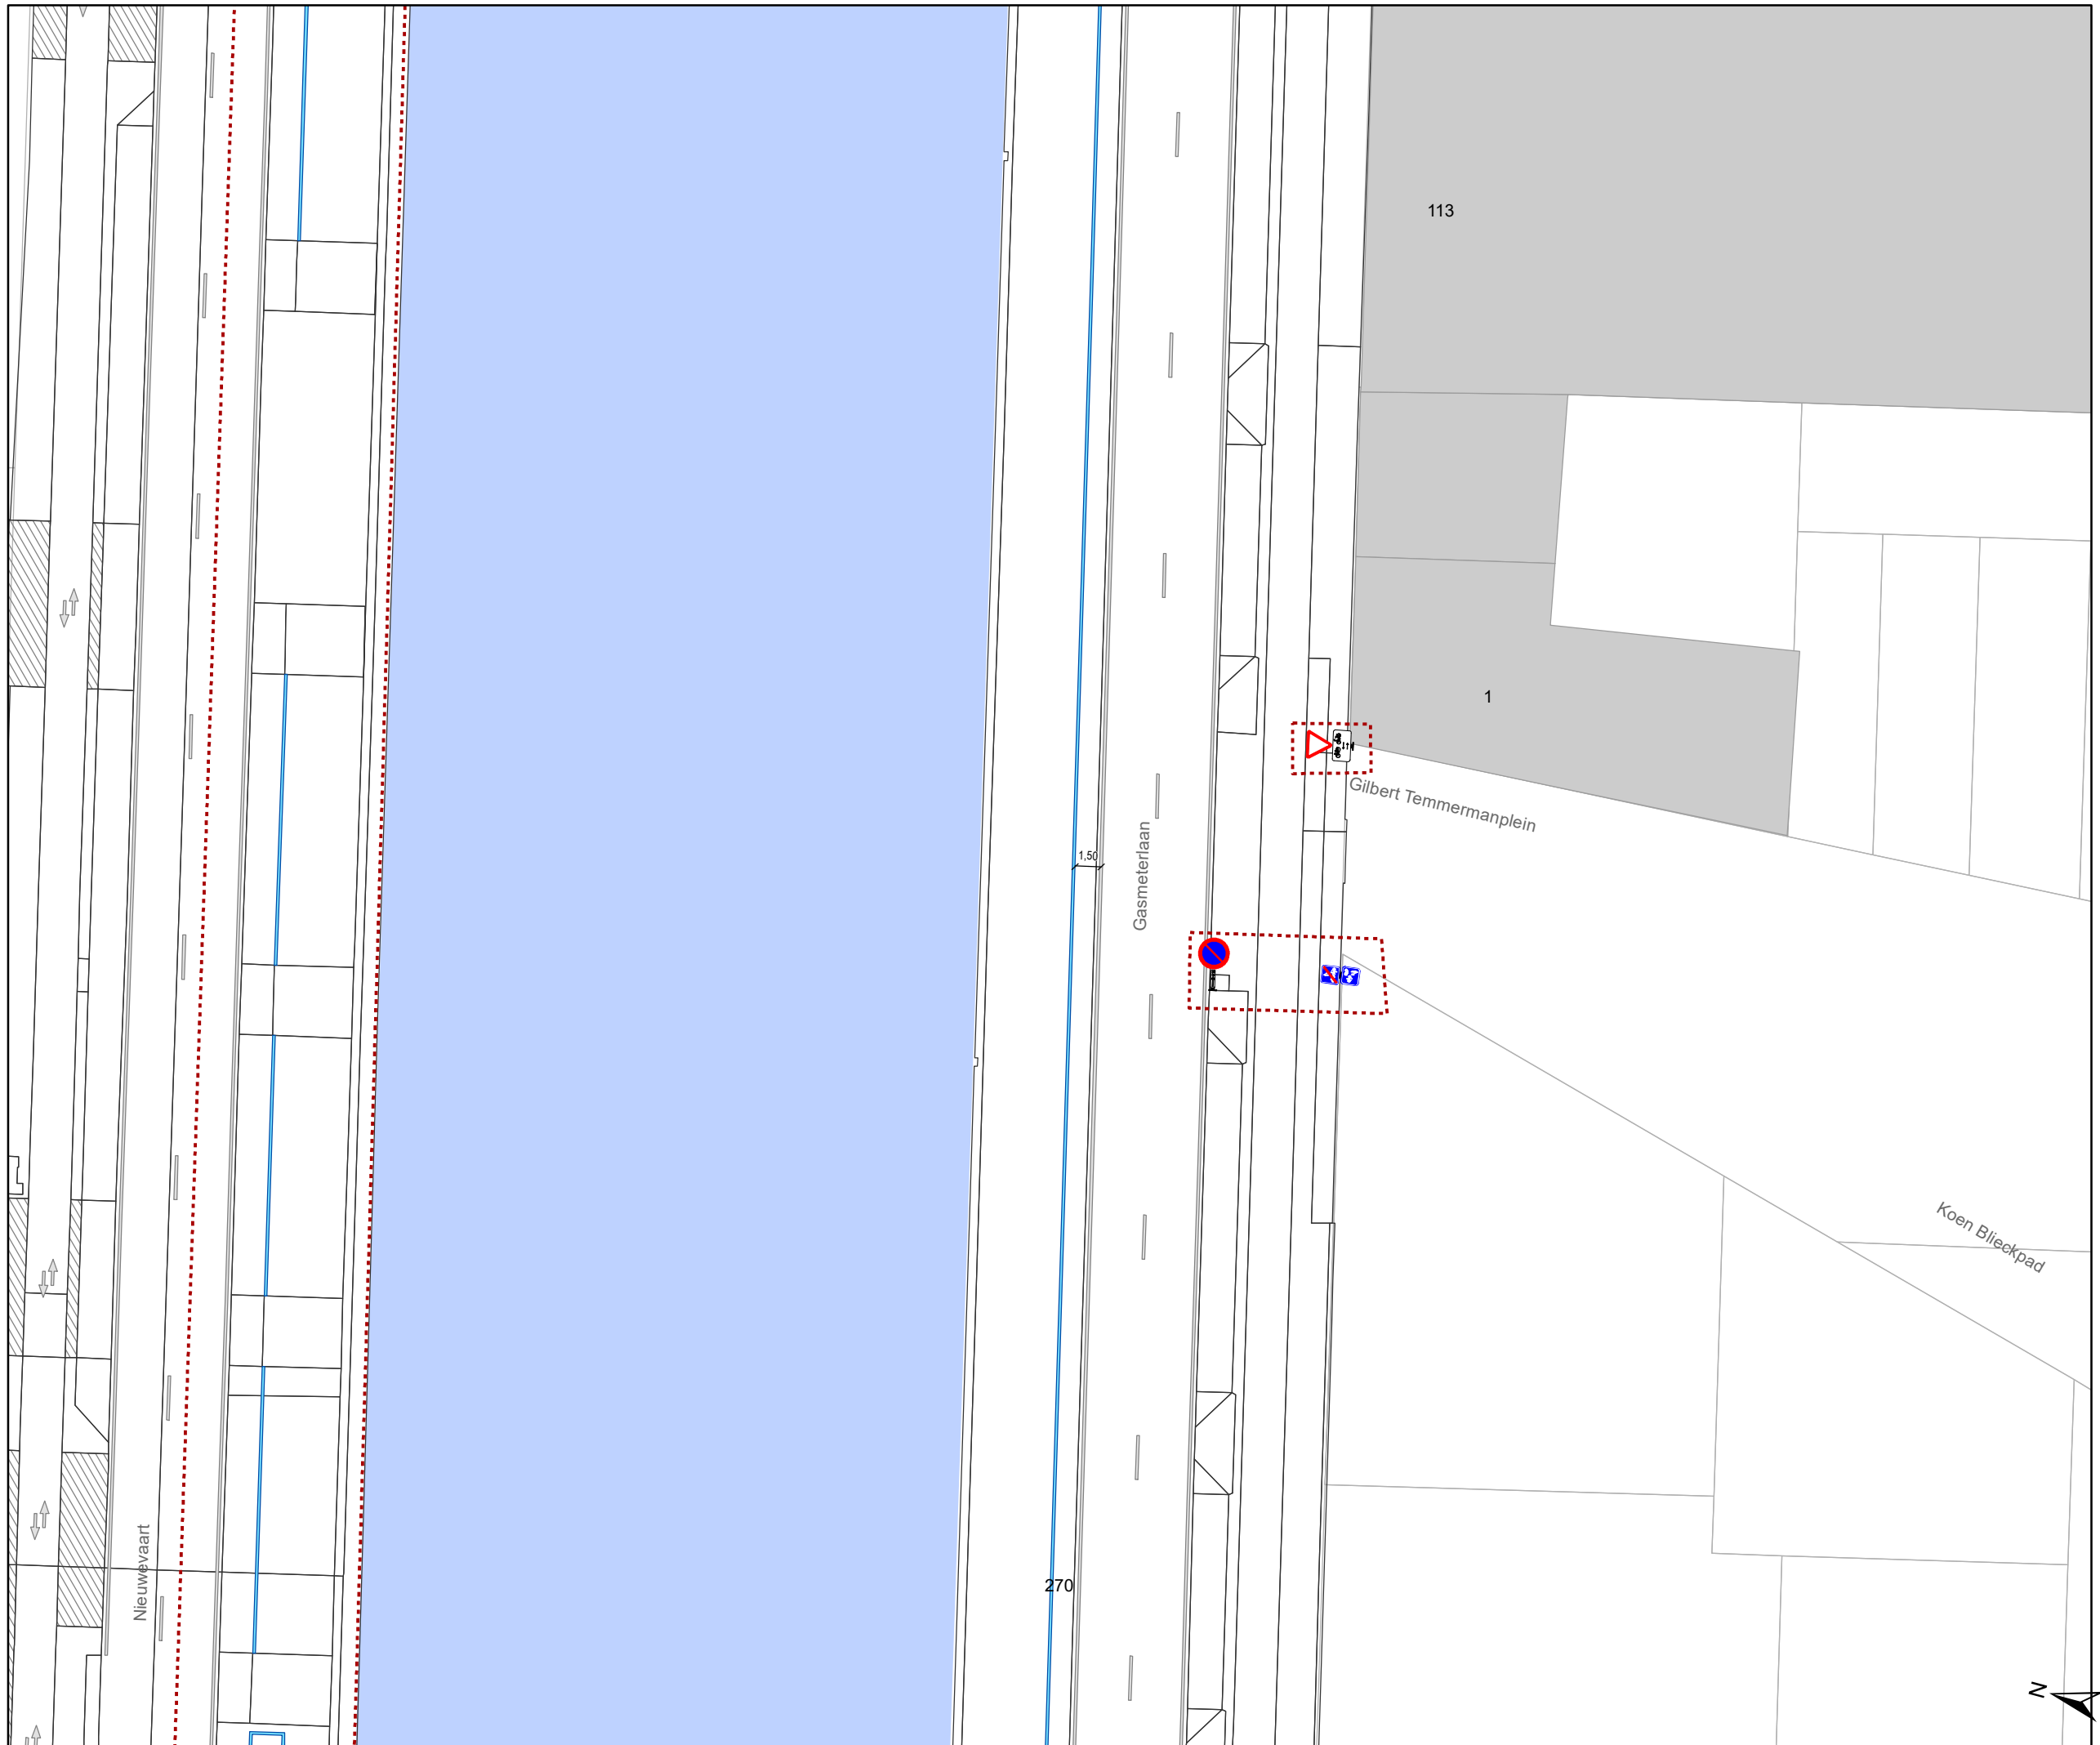 113
1
Gilbert Temmermanplein
1,50
Gasmeterlaan
Koen Blieckpad
Nieuwevaart
270
N